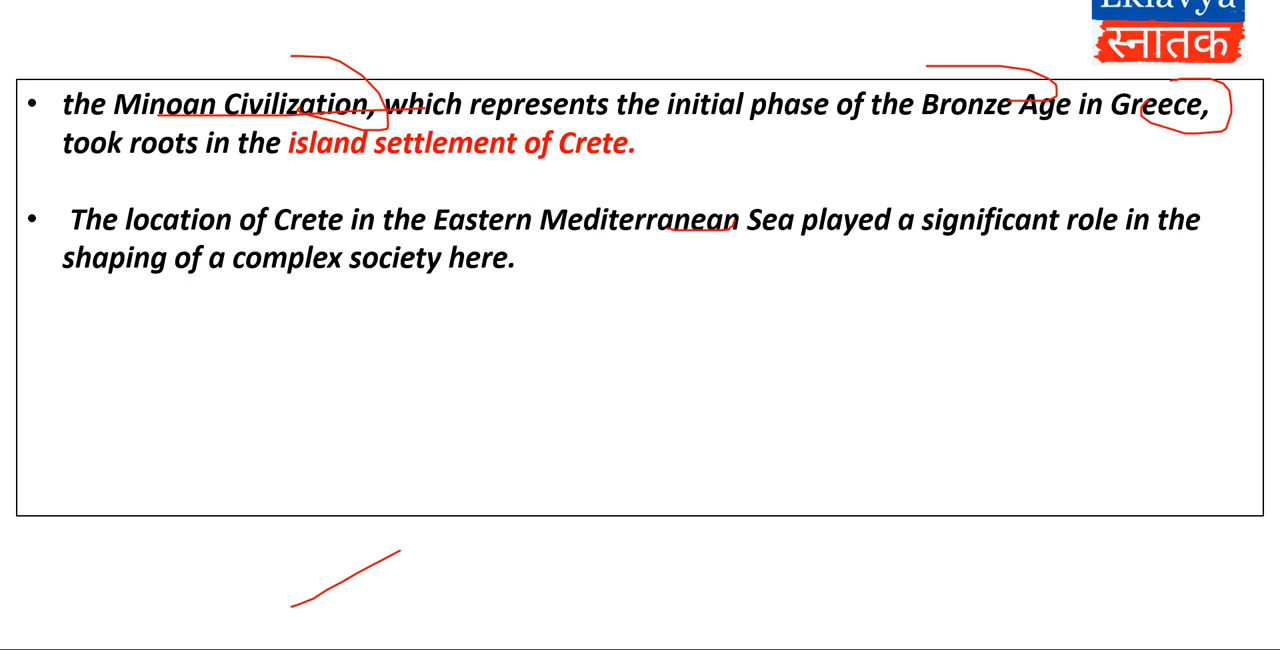 Eklavya
स्नातक
• the Minoan Civilization, which represents the initial phase of the Bronze Age in Greece,
took roots in the island settlement of Crete.
• The location of Crete in the Eastern Mediterranean Sea played a significant role in the
shaping of a complex society here.